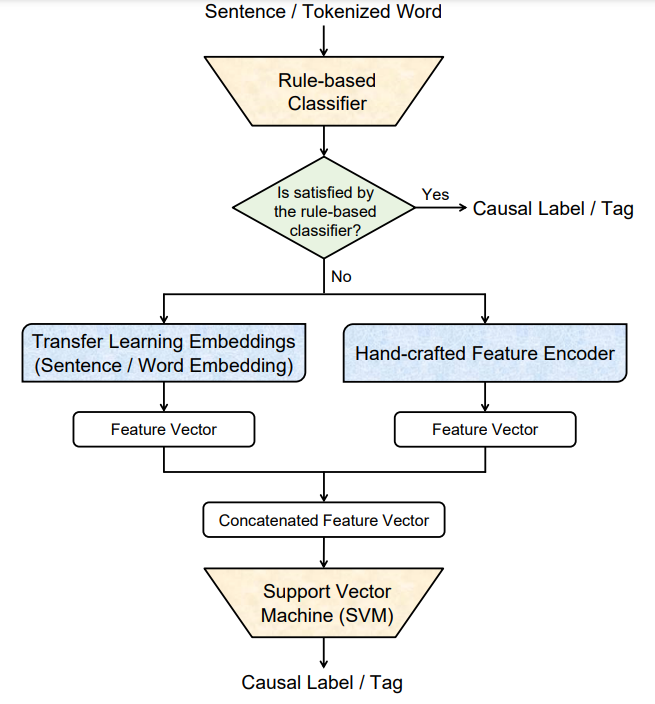 Sentence / Tokenized Word
Rule-based
Classifier
Is satisfied by
the rule-based
classifier?
Yes
Causal Label / Tag
No
Transfer Learning Embeddings
(Sentence / Word Embedding)
Hand-crafted Feature Encoder
Feature Vector
Feature Vector
Concatenated Feature Vector
Support Vector
Machine (SVM)
Causal Label / Tag